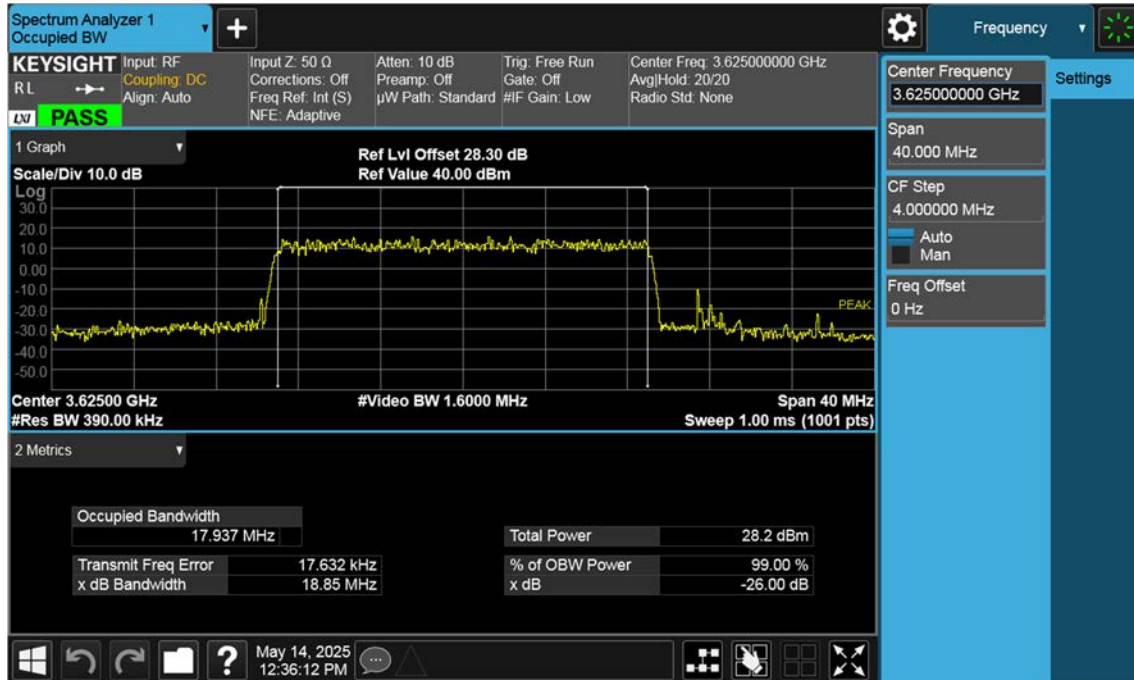 Spectrum Analyzer 1
Occupied BW
+
Frequency
KEYSIGHT
RL
LXI PASS
Input: RF
Coupling: DC
Align: Auto
Input Z: 50 Ω
Corrections: Off
Freq Ref: Int (S)
NFE: Adaptive
Atten: 10 dB
Preamp: Off
µW Path: Standard
Trig: Free Run
Gate: Off
#IF Gain: Low
Center Freq: 3.625000000 GHz
Avg|Hold: 20/20
Radio Std: None
Center Frequency
3.625000000 GHz
Settings
Span
40.000 MHz
CF Step
4.000000 MHz
Auto
Man
Freq Offset
0 Hz
1 Graph
Scale/Div 10.0 dB
Ref Lvl Offset 28.30 dB
Ref Value 40.00 dBm
Log
30.0
20.0
10.0
0.00
-10.0
-20.0
-30.0
-40.0
-50.0
PEAK
Center 3.62500 GHz
#Video BW 1.6000 MHz
Span 40 MHz
#Res BW 390.00 kHz
Sweep 1.00 ms (1001 pts)
2 Metrics
Occupied Bandwidth
17.937 MHz
Total Power 28.2 dBm
Transmit Freq Error 17.632 kHz
% of OBW Power 99.00 %
x dB Bandwidth 18.85 MHz
x dB -26.00 dB
?
May 14, 2025
12:36:12 PM